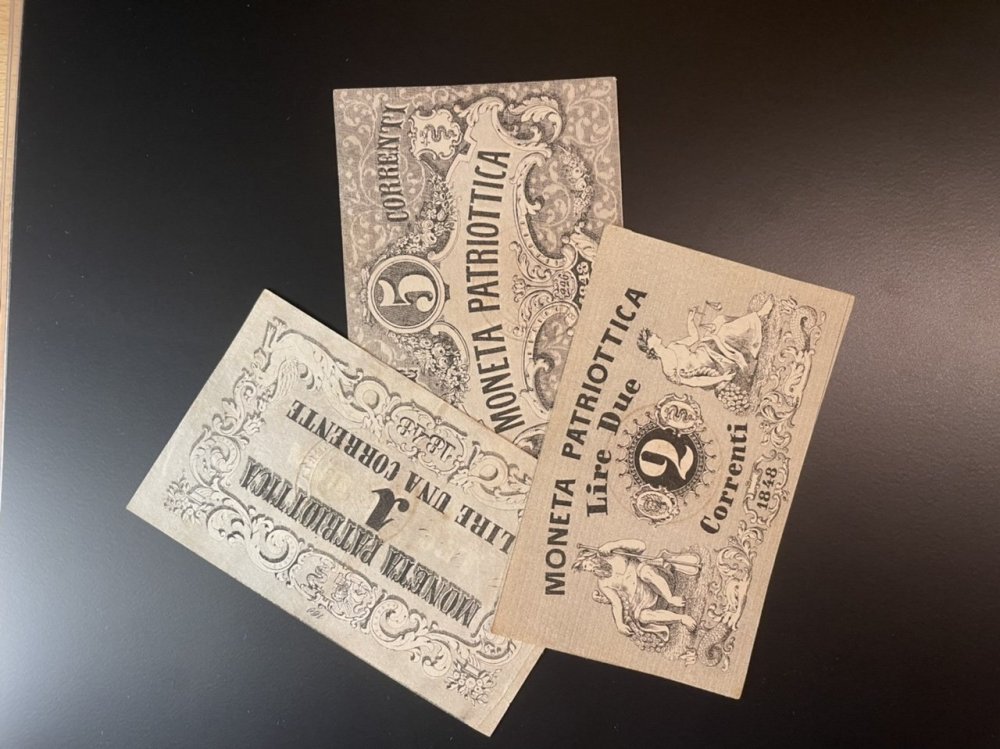 CORRENTI
5
MONETA PATRIOTTICA
1848
MONETA PATRIOTTICA
Lire Due
2
Correnti
1848
MONETA PATRIOTTICA
1
LIRE UNA CORRENTE
1848